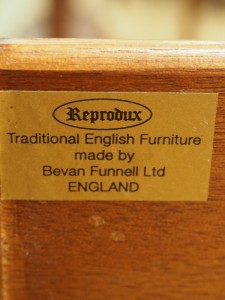 Reprodux
Traditional English Furniture
made by
Bevan Funnell Ltd
ENGLAND